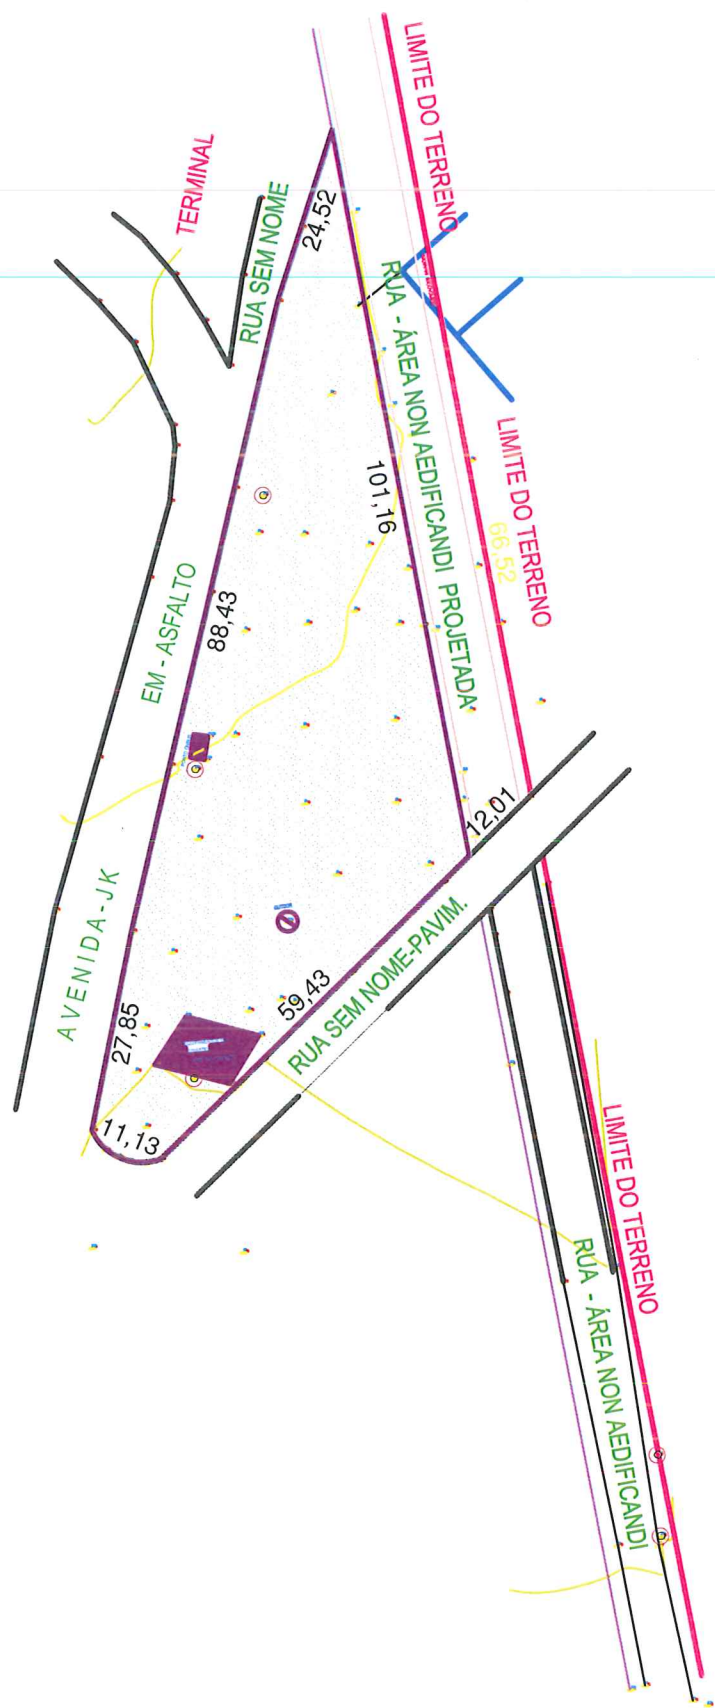 LIMITE DO TERRENO
TERMINAL
RUA SEM NOME
24,52
RUA - ÁREA NON AEDIFICANDI PROJETADA
LIMITE DO TERRENO
66,52
101,16
EM - ASFALTO
88,43
12,01
AVENIDA-JK
RUA SEM NOME-PAVIM.
59,43
27,85
11,13
LIMITE DO TERRENO
RUA - ÁREA NON AEDIFICANDI